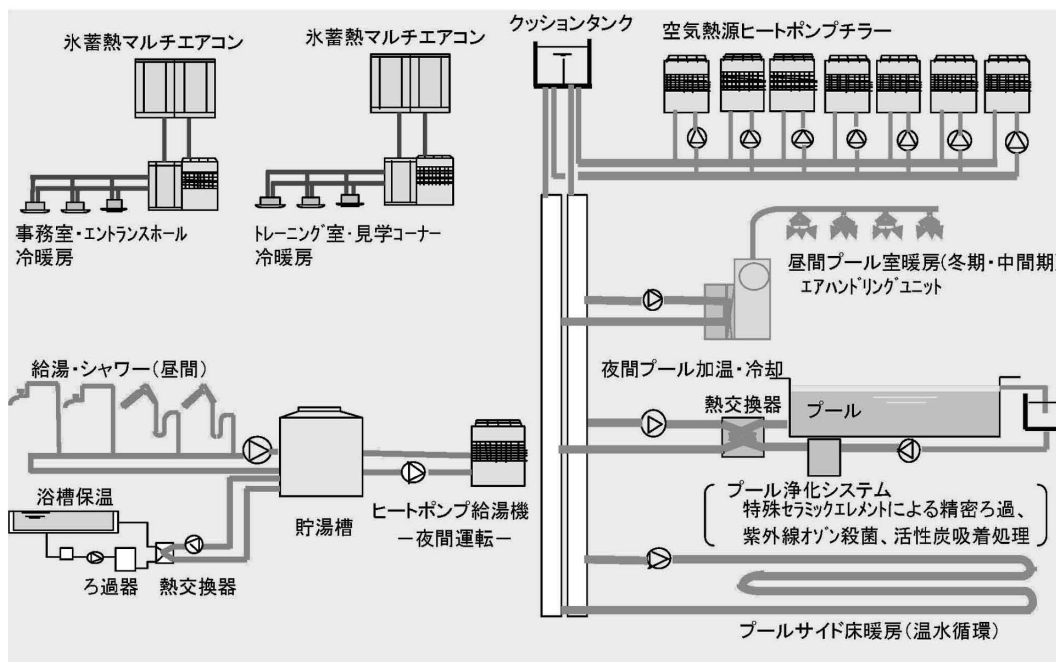 氷蓄熱マルチエアコン
氷蓄熱マルチエアコン
クッションタンク
空気熱源ヒートポンプチラー
事務室・エントランスホール
冷暖房
トレーニング室・見学コーナー
冷暖房
昼間プール室暖房(冬期・中間期)
エアハンドリングユニット
給湯・シャワー(昼間)
夜間プール加温・冷却
熱交換器
プール
浴槽保温
貯湯槽
ヒートポンプ給湯機
－夜間運転－
ろ過器
熱交換器
プール浄化システム
特殊セラミックエレメントによる精密ろ過、
紫外線オゾン殺菌、活性炭吸着処理
プールサイド床暖房(温水循環)